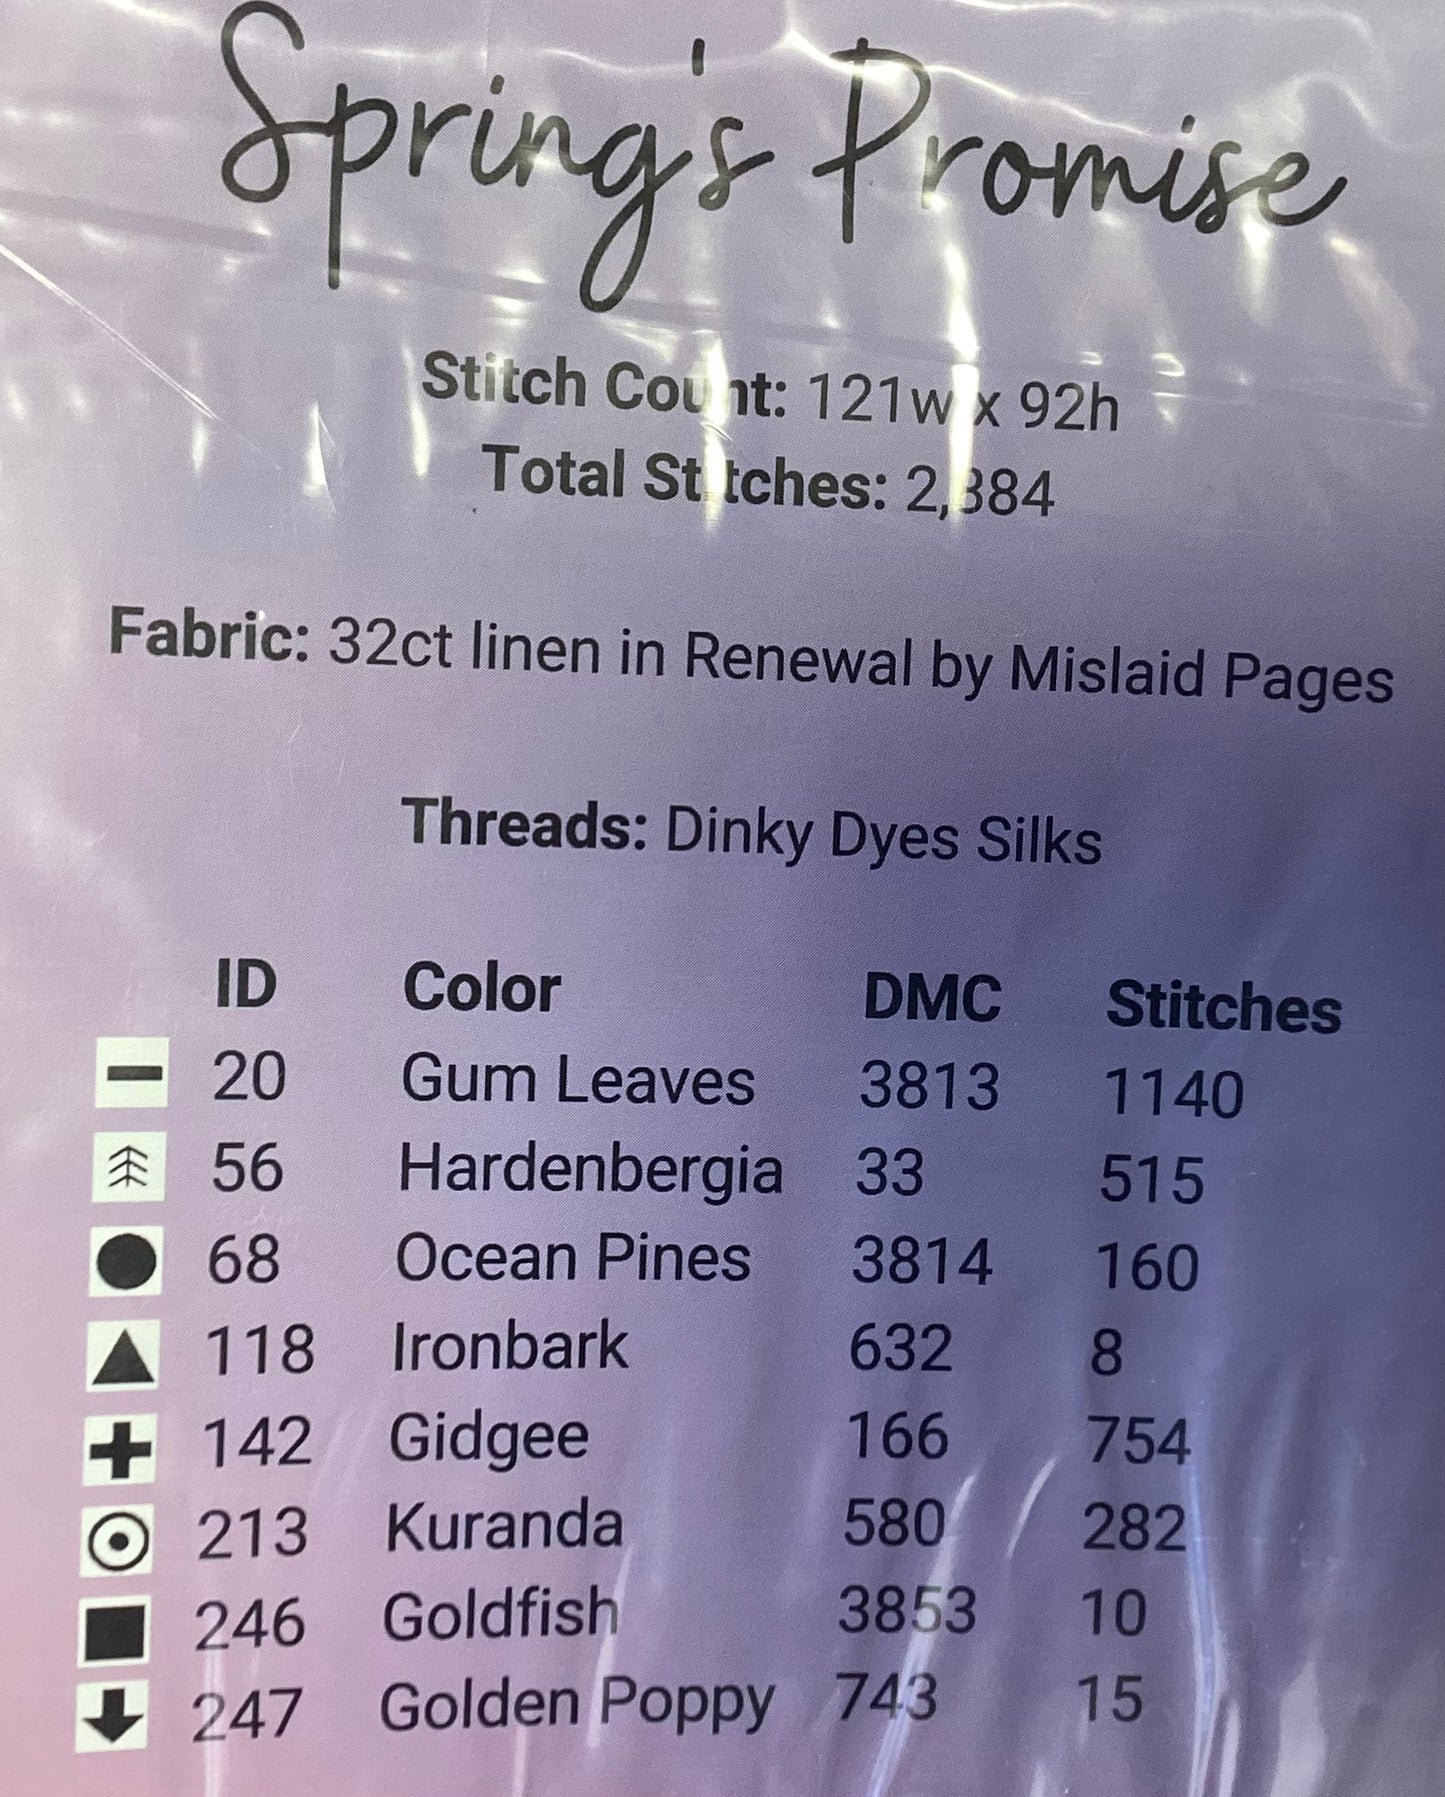 Spring's Promise
Stitch Count: 121w x 92h
Total Stitches: 2,884
Fabric: 32ct linen in Renewal by Mislaid Pages
Threads: Dinky Dyes Silks
ID Color DMC Stitches
20 Gum Leaves 3813 1140
56 Hardenbergia 33 515
68 Ocean Pines 3814 160
118 Ironbark 632 8
142 Gidgee 166 754
213 Kuranda 580 282
246 Goldfish 3853 10
247 Golden Poppy 743 15